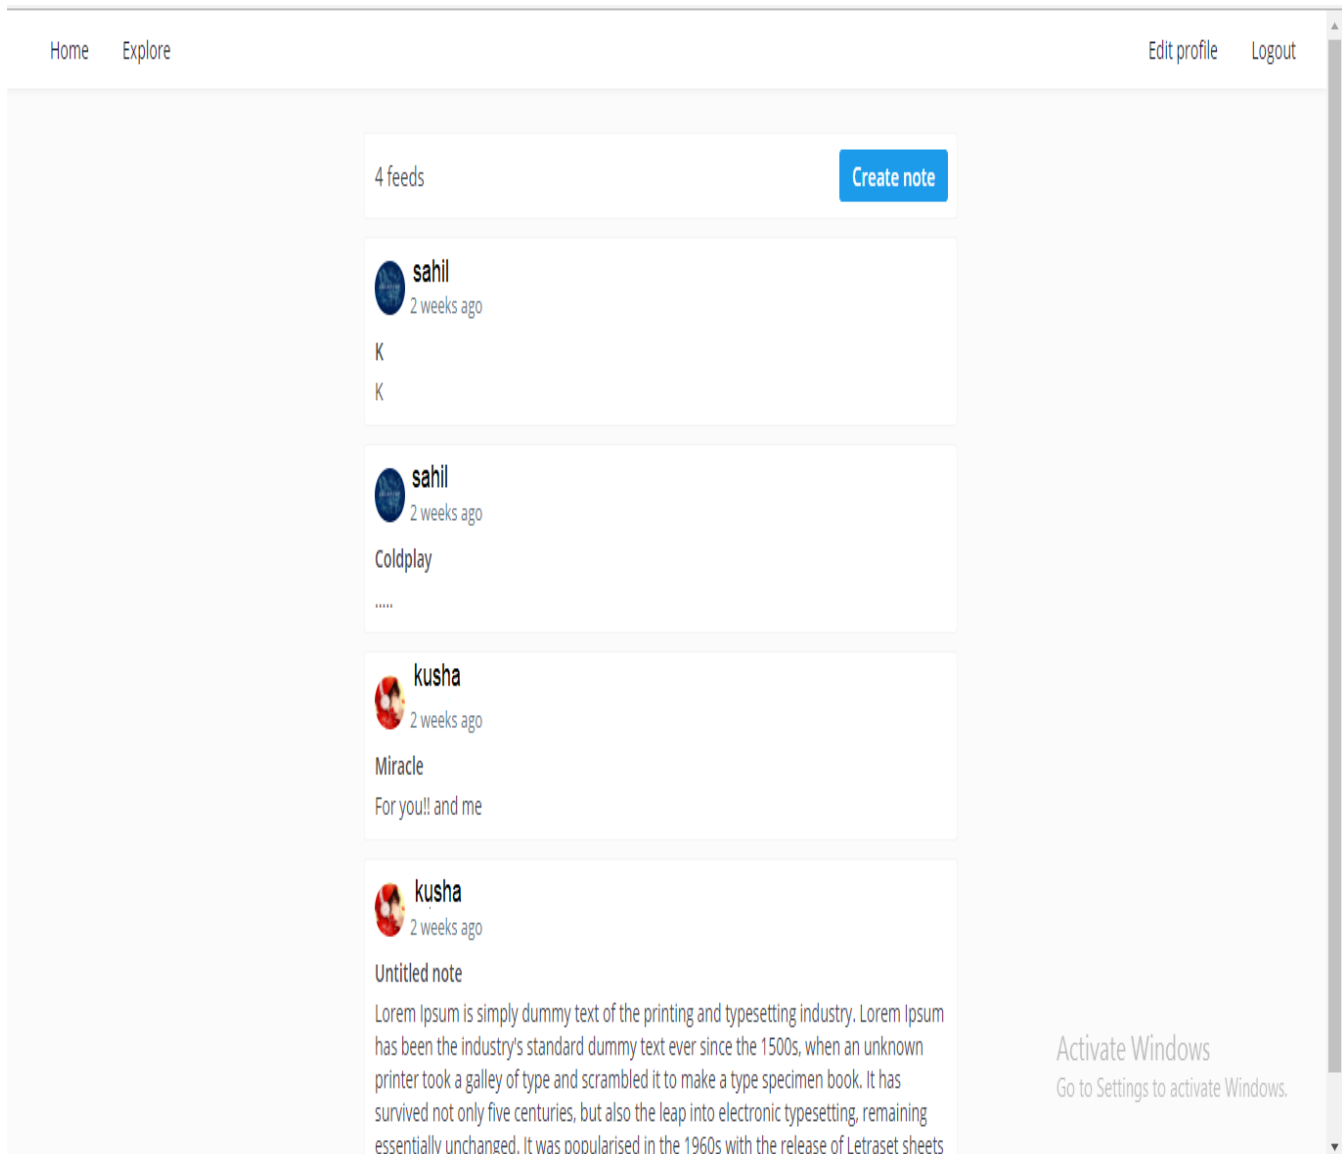 Home Explore Edit profile Logout
4 feeds Create note
sahil
2 weeks ago
K
K
sahil
2 weeks ago
Coldplay
.....
kusha
2 weeks ago
Miracle
For you!! and me
kusha
2 weeks ago
Untitled note
Lorem Ipsum is simply dummy text of the printing and typesetting industry. Lorem Ipsum
has been the industry's standard dummy text ever since the 1500s, when an unknown
printer took a galley of type and scrambled it to make a type specimen book. It has
survived not only five centuries, but also the leap into electronic typesetting, remaining
essentially unchanged. It was popularised in the 1960s with the release of Letraset sheets
Activate Windows
Go to Settings to activate Windows.